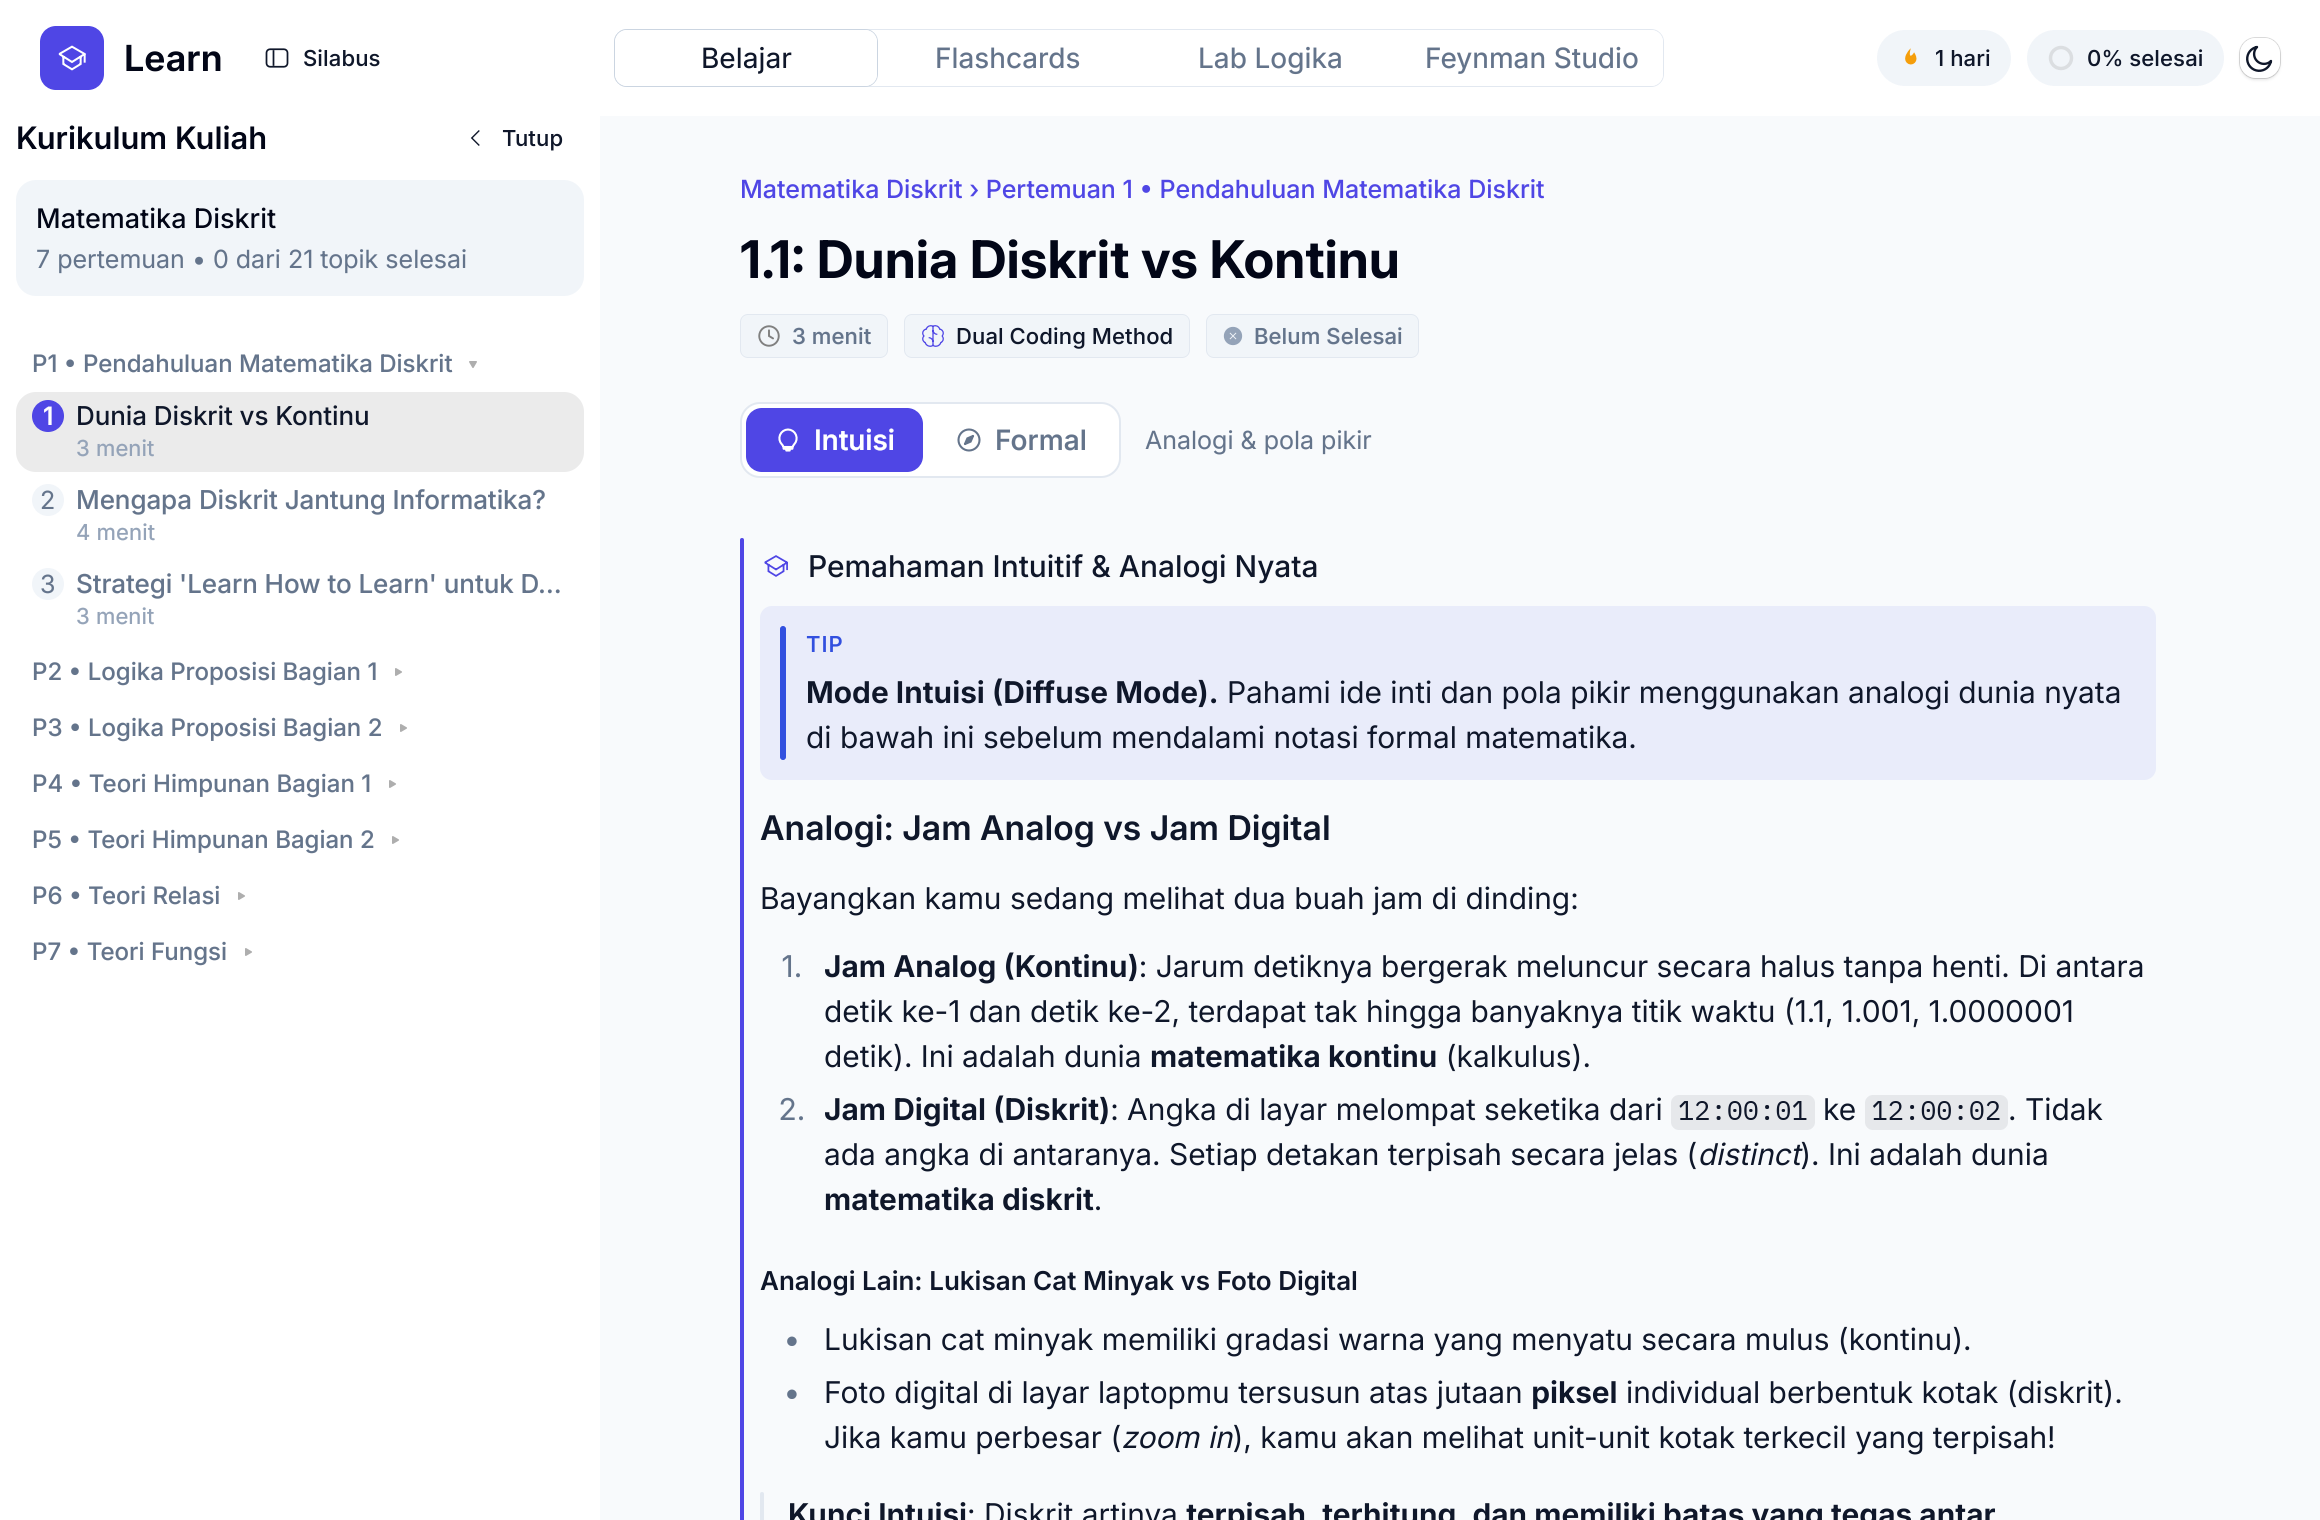 Learn
Silabus
Belajar
Flashcards
Lab Logika
Feynman Studio
1 hari
0% selesai
Kurikulum Kuliah
Tutup
Matematika Diskrit
7 pertemuan • 0 dari 21 topik selesai
P1 • Pendahuluan Matematika Diskrit
1 Dunia Diskrit vs Kontinu
3 menit
2 Mengapa Diskrit Jantung Informatika?
4 menit
3 Strategi 'Learn How to Learn' untuk D...
3 menit
P2 • Logika Proposisi Bagian 1
P3 • Logika Proposisi Bagian 2
P4 • Teori Himpunan Bagian 1
P5 • Teori Himpunan Bagian 2
P6 • Teori Relasi
P7 • Teori Fungsi
Matematika Diskrit › Pertemuan 1 • Pendahuluan Matematika Diskrit
1.1: Dunia Diskrit vs Kontinu
3 menit
Dual Coding Method
Belum Selesai
Intuisi
Formal
Analogi & pola pikir
Pemahaman Intuitif & Analogi Nyata
TIP
Mode Intuisi (Diffuse Mode). Pahami ide inti dan pola pikir menggunakan analogi dunia nyata
di bawah ini sebelum mendalami notasi formal matematika.
Analogi: Jam Analog vs Jam Digital
Bayangkan kamu sedang melihat dua buah jam di dinding:
1. Jam Analog (Kontinu): Jarum detiknya bergerak meluncur secara halus tanpa henti. Di antara
detik ke-1 dan detik ke-2, terdapat tak hingga banyaknya titik waktu (1.1, 1.001, 1.0000001
detik). Ini adalah dunia matematika kontinu (kalkulus).
2. Jam Digital (Diskrit): Angka di layar melompat seketika dari 12:00:01 ke 12:00:02. Tidak
ada angka di antaranya. Setiap detakan terpisah secara jelas (distinct). Ini adalah dunia
matematika diskrit.
Analogi Lain: Lukisan Cat Minyak vs Foto Digital
• Lukisan cat minyak memiliki gradasi warna yang menyatu secara mulus (kontinu).
• Foto digital di layar laptopmu tersusun atas jutaan piksel individual berbentuk kotak (diskrit).
Jika kamu perbesar (zoom in), kamu akan melihat unit-unit kotak terkecil yang terpisah!
Kunci Intuisi: Diskrit artinya terpisah, terhitung, dan memiliki batas yang tegas antar